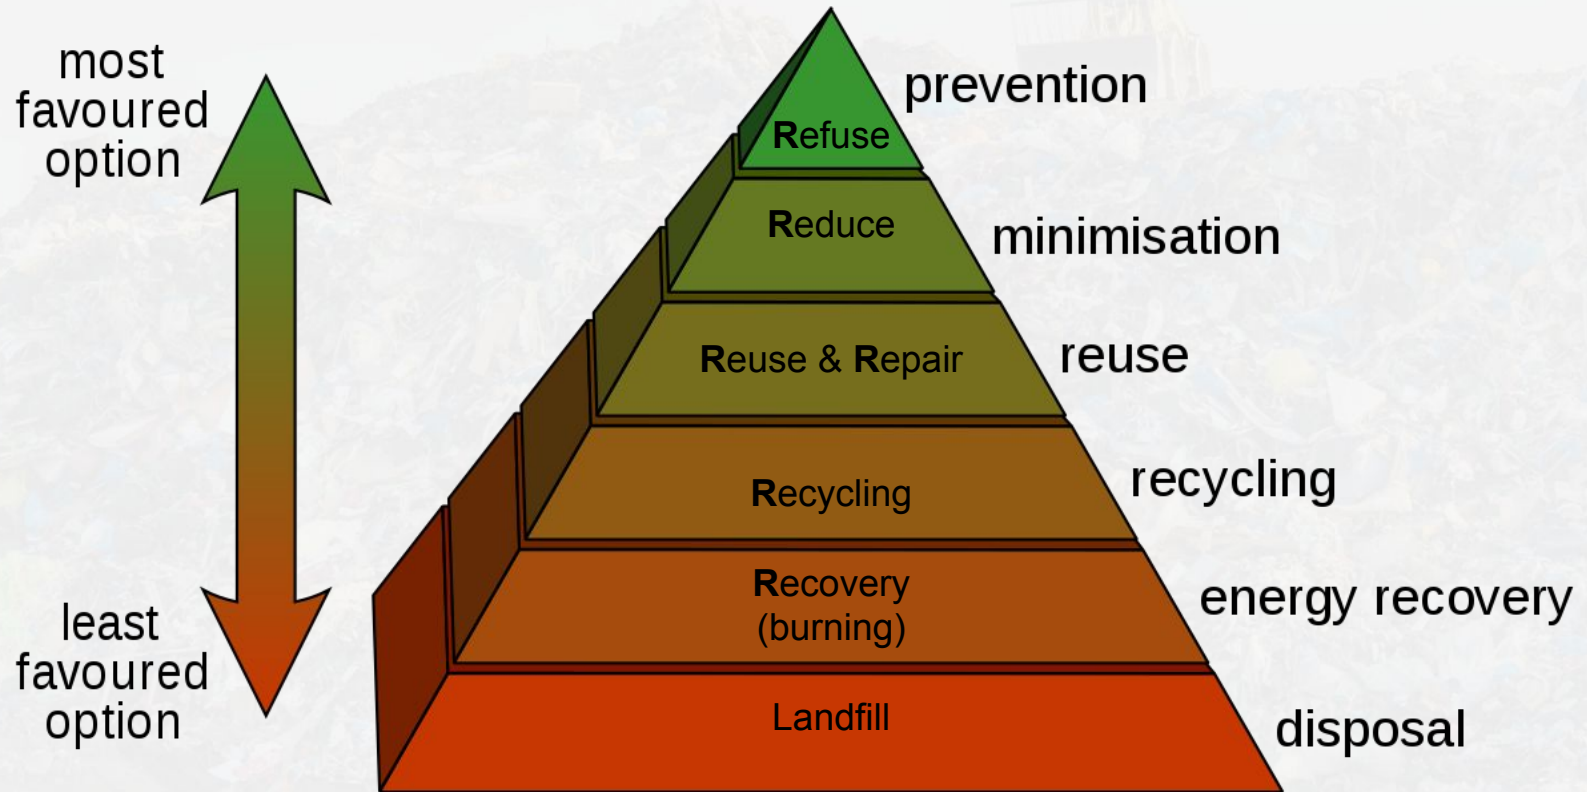 most
favoured
option
prevention
Refuse
Reduce
minimisation
Reuse & Repair
reuse
Recycling
recycling
Recovery
(burning)
energy recovery
least
favoured
option
Landfill
disposal